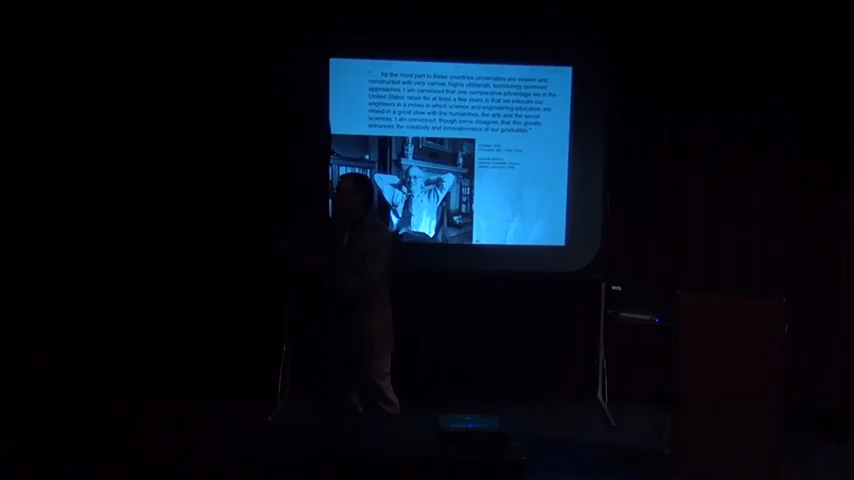 " for the most part in these countries universities are viewed and
constructed with very narrow, highly utilitarian, technology centered
approaches. I am convinced that one comparative advantage we in the
United States retain for at least a few years is that we educate our
engineers in a milieu in which science and engineering education are
mixed in a great stew with the humanities, the arts and the social
sciences. I am convinced, though some disagree, that this greatly
enhances the creativity and innovativeness of our graduates."